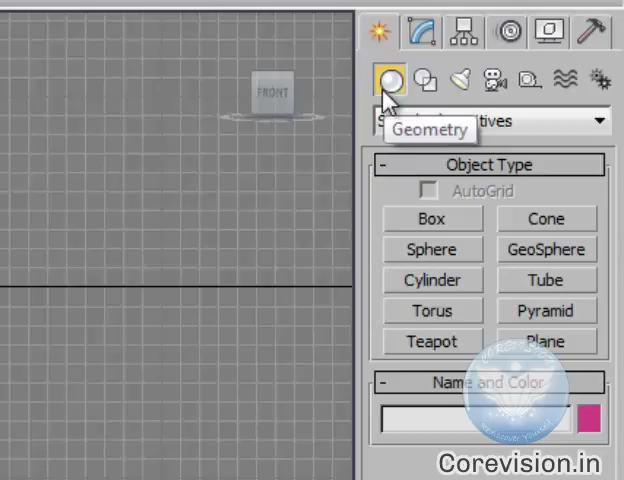 FRONT
S tives
Geometry
- Object Type
AutoGrid
Box Cone
Sphere GeoSphere
Cylinder Tube
Torus Pyramid
Teapot Plane
- Name and Color
Corevision.in